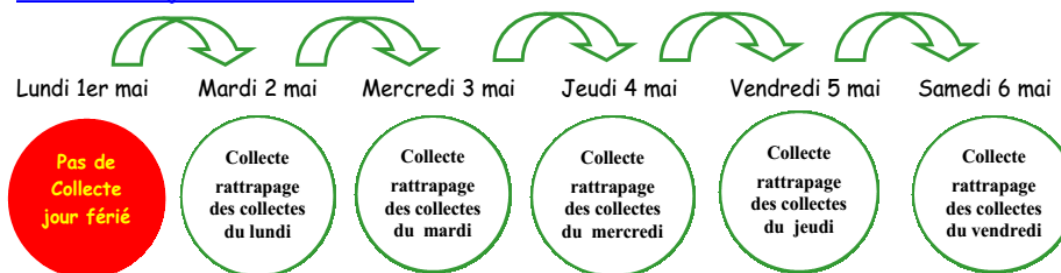 Lundi 1er mai Mardi 2 mai Mercredi 3 mai Jeudi 4 mai Vendredi 5 mai Samedi 6 mai
Pas de
Collecte
jour férié
Collecte
rattrapage
des collectes
du lundi
Collecte
rattrapage
des collectes
du mardi
Collecte
rattrapage
des collectes
du mercredi
Collecte
rattrapage
des collectes
du jeudi
Collecte
rattrapage
des collectes
du vendredi